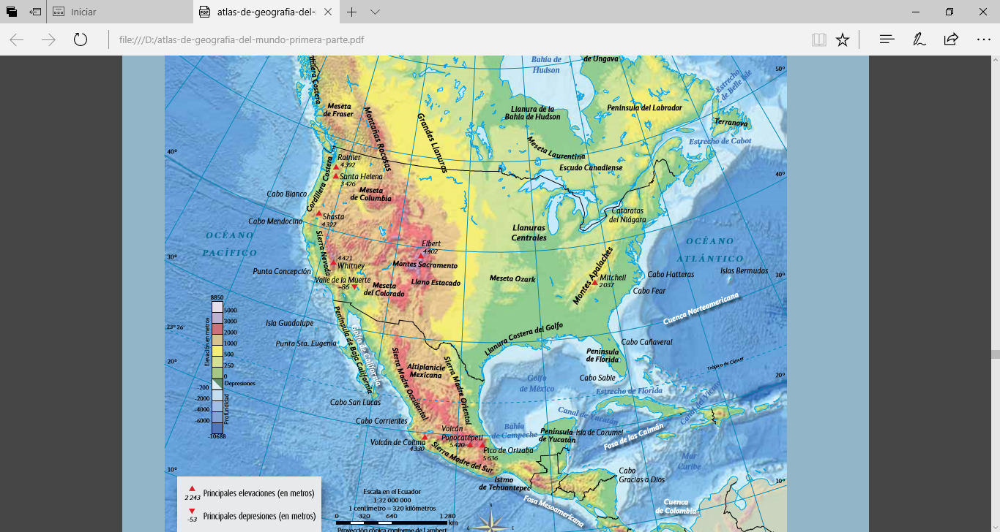 Iniciar
atlas-de-geografia-del-
file:///D:/atlas-de-geografia-del-mundo-primera-parte.pdf
Bahía de
Hudson
de Ungava
50°
Estrecho
de Belle Isle
Cordillera Costera
Meseta
de Fraser
Montañas Rocosas
Grandes Llanuras
Llanura de la
Bahía de Hudson
Península del Labrador
Terranova
Estrecho de Cabot
Meseta Laurentina
Escudo Canadiense
40°
40°
Rainier
4 392
Santa Helena
3 426
Cordillera Costera
Meseta
de Columbia
Cabo Blanco
Cabo Mendocino
Shasta
4 322
Cataratas
del Niágara
Llanuras
Centrales
OCÉANO
PACÍFICO
OCÉANO
ATLÁNTICO
Sierra Nevada
Elbert
4 402
30°
4 421
Whitney
Montes Sacramento
Punta Concepción
Valle de la Muerte
-86
Meseta
del Colorado
Llano Estacado
Meseta Ozark
Montes Apalaches
Mitchell
2 037
Cabo Hatteras
Islas Bermudas
30°
Cabo Fear
Cuenca Norteamericana
8850
5000
3000
2000
1000
500
250
0
Depresiones
-200
-2000
-4000
-6000
-10688
Elevación en metros
Profundidad
23° 26'
Isla Guadalupe
Punta Sta. Eugenia
Península de Baja California
Golfo de California
Llanura Costera del Golfo
Cabo Cañaveral
Península
de Florida
20°
Sierra Madre Occidental
Altiplanicie
Mexicana
Sierra Madre Oriental
Trópico de Cáncer
20°
Golfo
de México
Cabo Sable
Estrecho de Florida
Cabo San Lucas
Canal de Yucatán
Canal del Viento
Cabo Corrientes
Volcán
Popocatépetl
5 420
Bahía
de Campeche
Península
de Yucatán
Isla de Cozumel
Fosa de las Caimán
Volcán de Colima
4 330
Pico de Orizaba
5 636
Sierra Madre del Sur
Mar
Caribe
10°
Istmo
de Tehuantepec
Cabo
Gracias a Dios
10°
Fosa Mesoamericana
Cuenca
de Colombia
2 243 Principales elevaciones (en metros)
-53 Principales depresiones (en metros)
Escala en el Ecuador
1:32 000 000
1 centímetro = 320 kilómetros
0 320 640 1 280
km
Proyección cónica conforme de Lambert
N
E